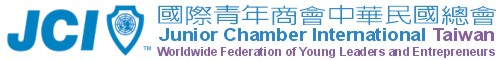 JCI TM
國際青年商會中華民國總會
Junior Chamber International Taiwan
Worldwide Federation of Young Leaders and Entrepreneurs